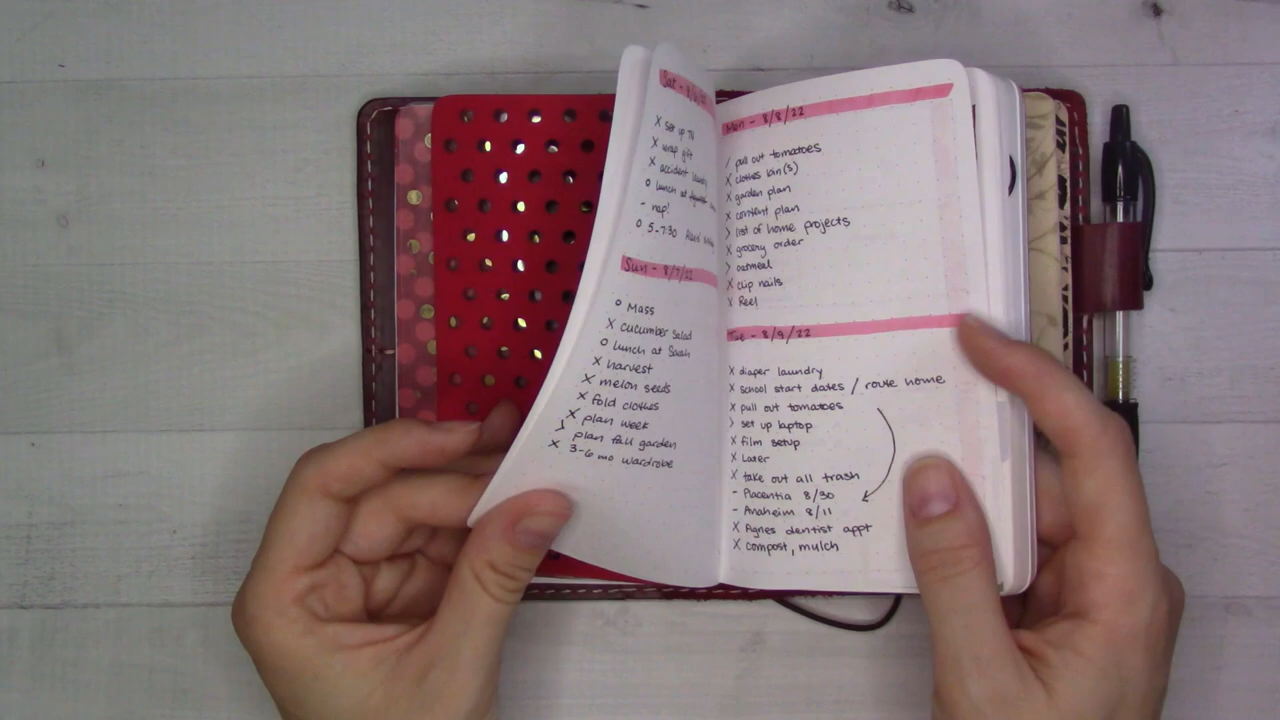 Sat - 8/6/22
X set up TV
X wrap gift
X accident laundry
o lunch at
- nap!
o 5-7:30
Sun - 8/7/22
o Mass
X cucumber salad
o lunch at Sarah
X harvest
X melon seeds
X fold clothes
X plan week
> plan fall garden
X 3-6 mo wardrobe
Mon - 8/8/22
/ pull out tomatoes
X clothes bin(s)
X garden plan
X content plan
> list of home projects
X grocery order
> oatmeal
X clip nails
X Reel
Tue - 8/9/22
X diaper laundry
X school start dates / route home
X pull out tomatoes
> set up laptop
X film setup
X Later
X take out all trash
- Placentia 8/30
- Anaheim 8/11
X Agnes dentist appt
X compost, mulch